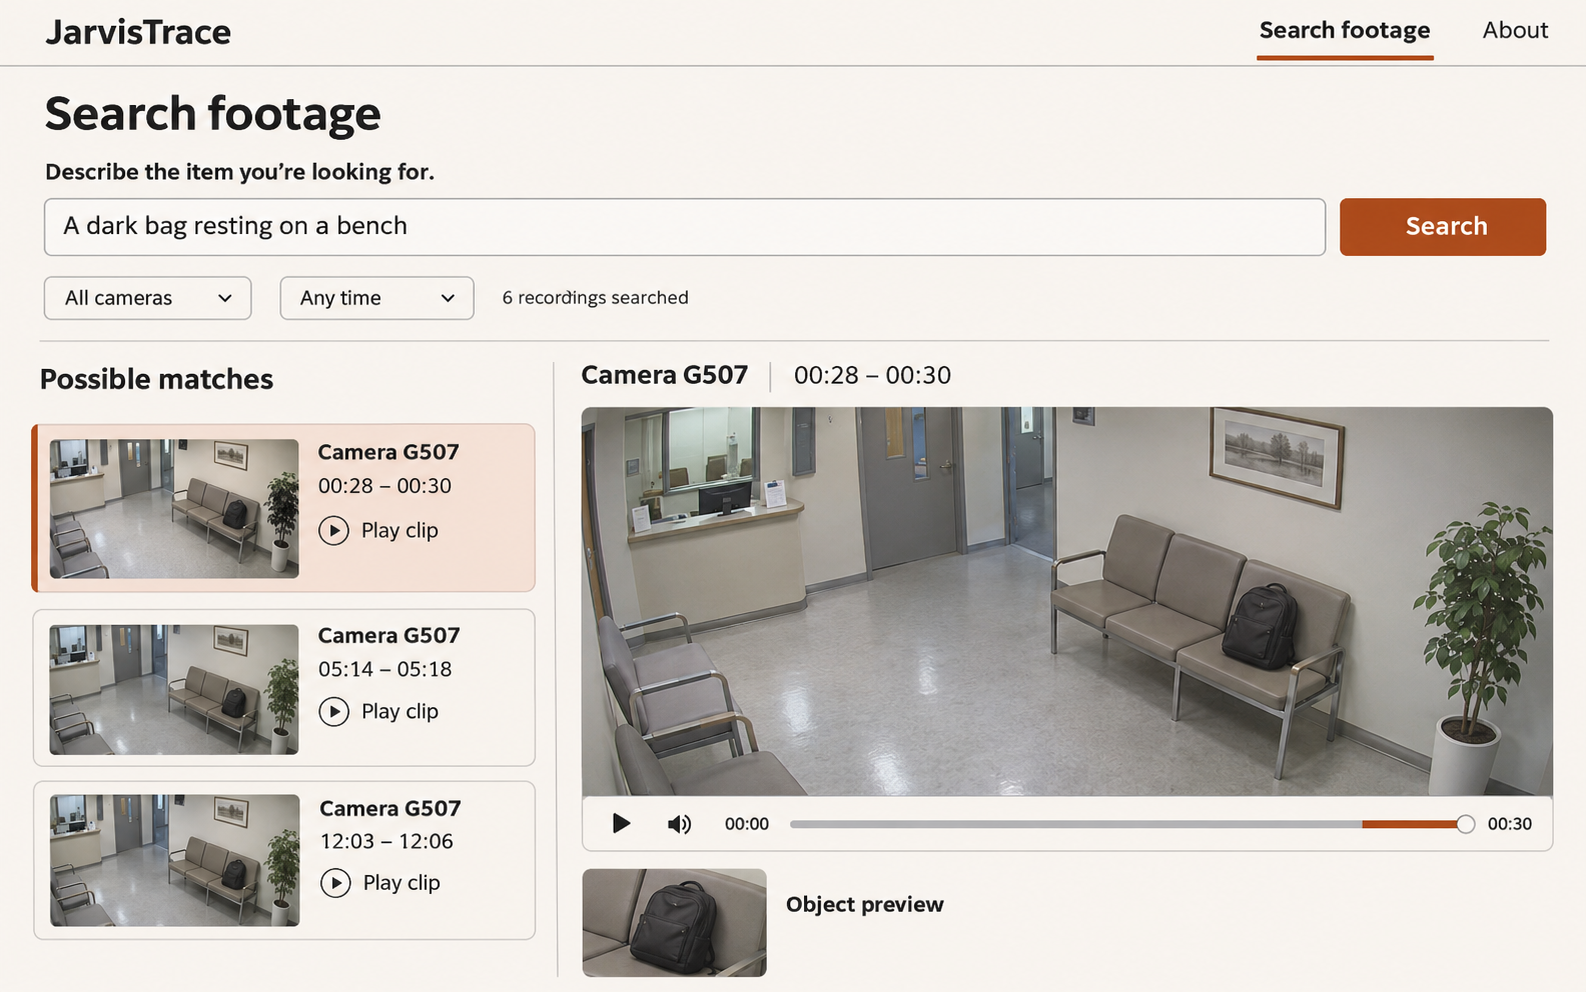 JarvisTrace
Search footage
About
Search footage
Describe the item you’re looking for.
A dark bag resting on a bench
Search
All cameras
Any time
6 recordings searched
Possible matches
Camera G507
00:28 – 00:30
Play clip
Camera G507
05:14 – 05:18
Play clip
Camera G507
12:03 – 12:06
Play clip
Camera G507
00:28 – 00:30
00:00
00:30
Object preview